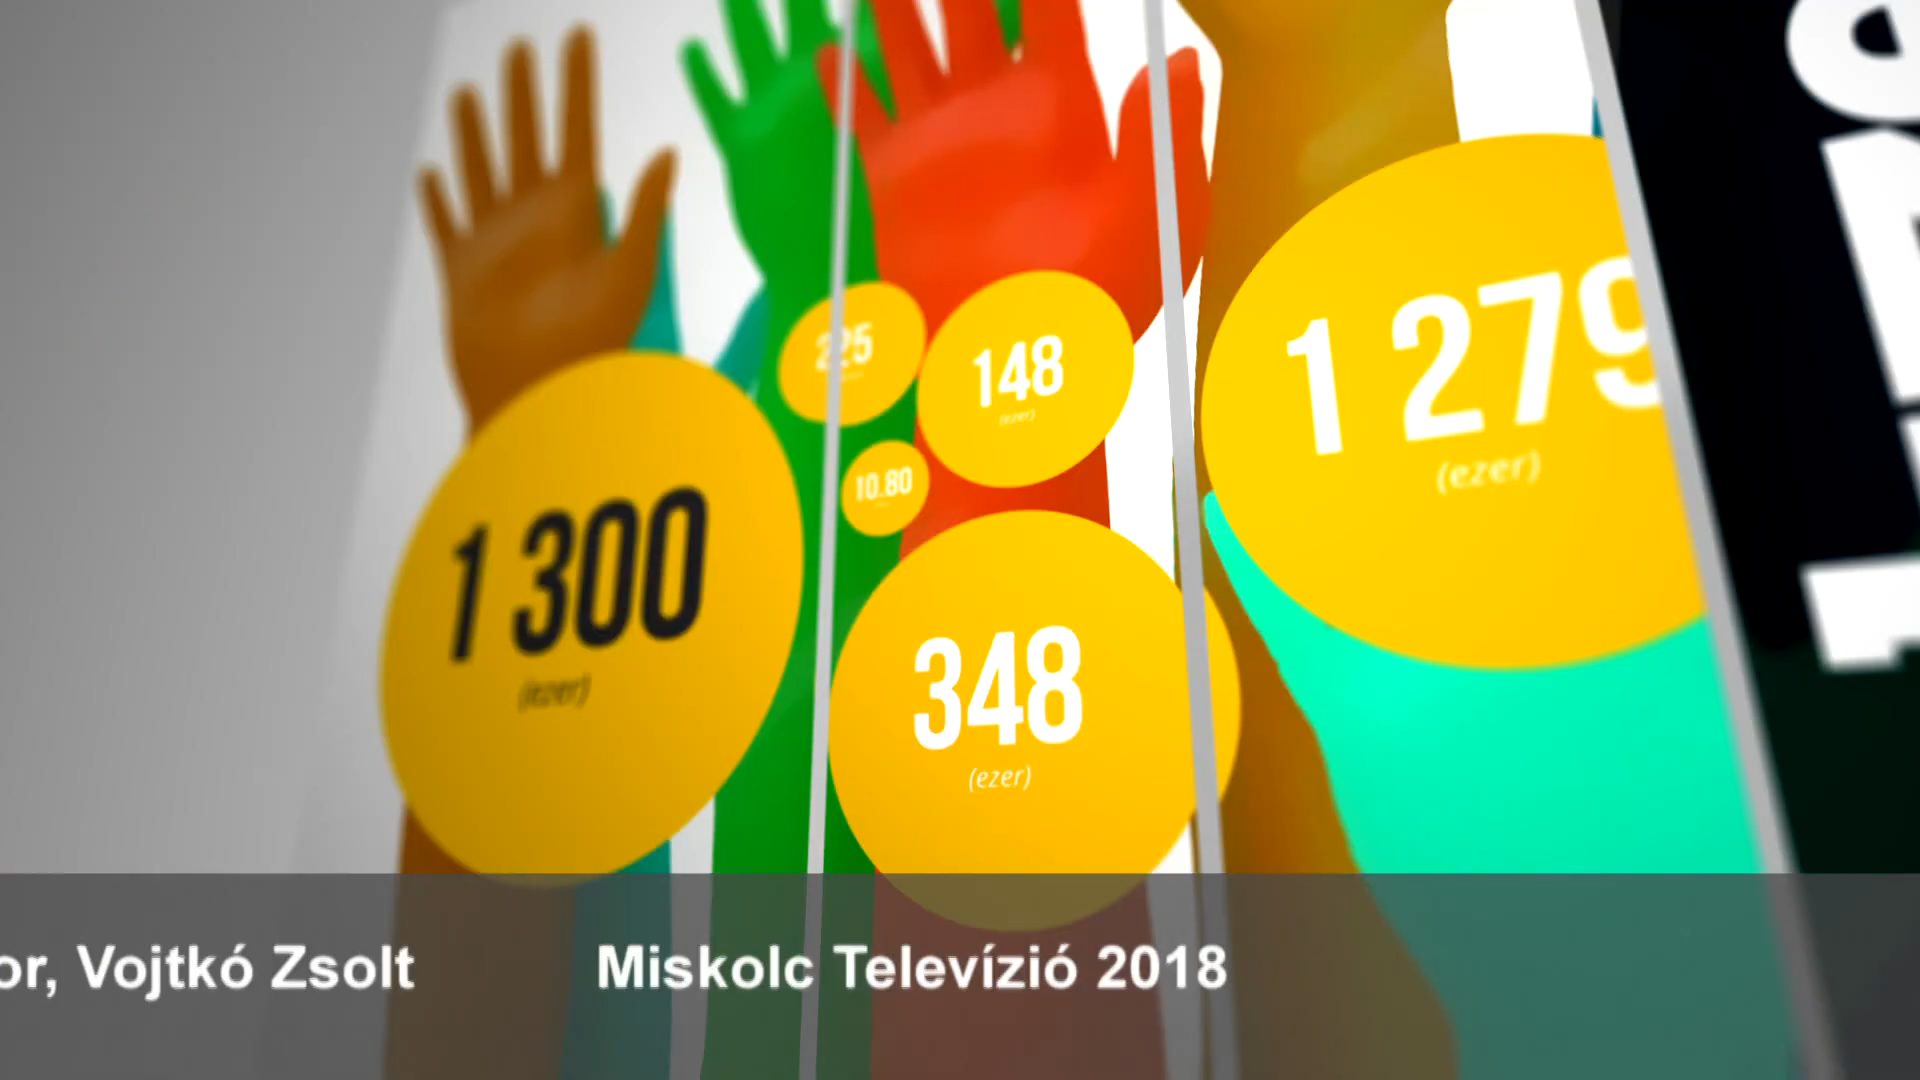 225
148
(ezer)
1 279
(ezer)
10.80
1 300
(ezer)
348
(ezer)
or, Vojtkó Zsolt
Miskolc Televízió 2018